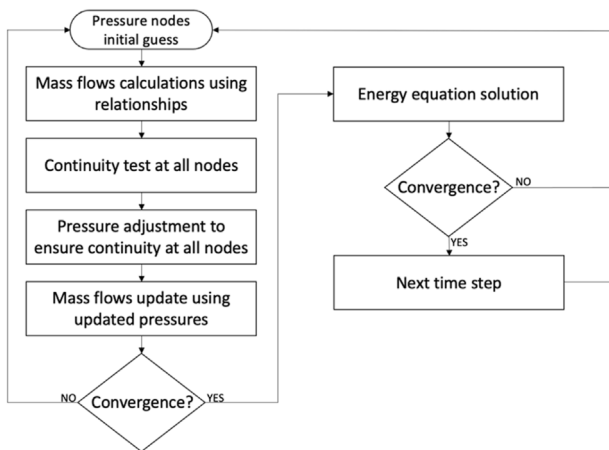 Pressure nodes
initial guess
Mass flows calculations using
relationships
Continuity test at all nodes
Pressure adjustment to
ensure continuity at all nodes
Mass flows update using
updated pressures
NO
Convergence?
YES
Energy equation solution
Convergence?
NO
YES
Next time step